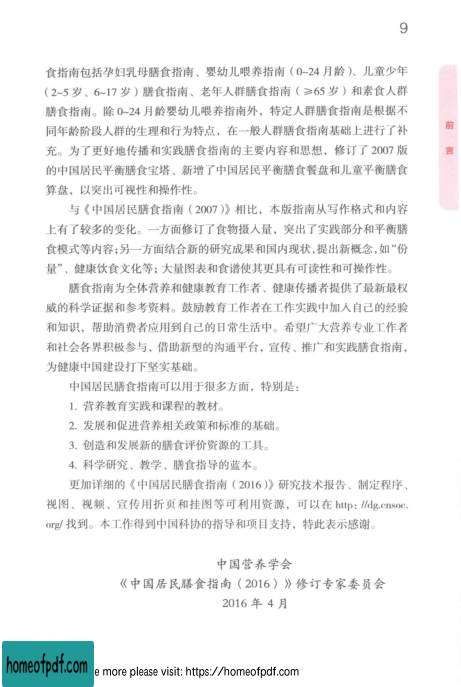 9
食指南包括孕妇乳母膳食指南、婴幼儿喂养指南（0~24 月龄）、儿童少年
（2~5 岁、6~17 岁）膳食指南、老年人群膳食指南（≥65 岁）和素食人群
膳食指南。除 0~24 月龄婴幼儿喂养指南外，特定人群膳食指南是根据不
同年龄阶段人群的生理和行为特点，在一般人群膳食指南基础上进行了补
充。为了更好地传播和实践膳食指南的主要内容和思想，修订了 2007 版
的中国居民平衡膳食宝塔、新增了中国居民平衡膳食餐盘和儿童平衡膳食
算盘，以突出可视性和操作性。
与《中国居民膳食指南（2007）》相比，本版指南从写作格式和内容
上有了较多的变化。一方面修订了食物摄入量，突出了实践部分和平衡膳
食模式等内容；另一方面结合新的研究成果和国内现状，提出新概念，如“份
量”、健康饮食文化等；大量图表和食谱使其更具有可读性和可操作性。
膳食指南为全体营养和健康教育工作者、健康传播者提供了最新最权
威的科学证据和参考资料。鼓励教育工作者在工作实践中加入自己的经验
和知识，帮助消费者应用到自己的日常生活中。希望广大营养专业工作者
和社会各界积极参与，借助新型的沟通平台，宣传、推广和实践膳食指南，
为健康中国建设打下坚实基础。
中国居民膳食指南可以用于很多方面，特别是：
1. 营养教育实践和课程的教材。
2. 发展和促进营养相关政策和标准的基础。
3. 创造和发展新的膳食评价资源的工具。
4. 科学研究、教学、膳食指导的蓝本。
更加详细的《中国居民膳食指南（2016）》研究技术报告、制定程序、
视图、视频、宣传用折页和挂图等可利用资源，可以在 http: //dg.cnsoc.
org/ 找到。本工作得到中国科协的指导和项目支持，特此表示感谢。
中国营养学会
《中国居民膳食指南（2016）》修订专家委员会
2016 年 4 月
前言
homeofpdf.com
e more please visit: https://homeofpdf.com